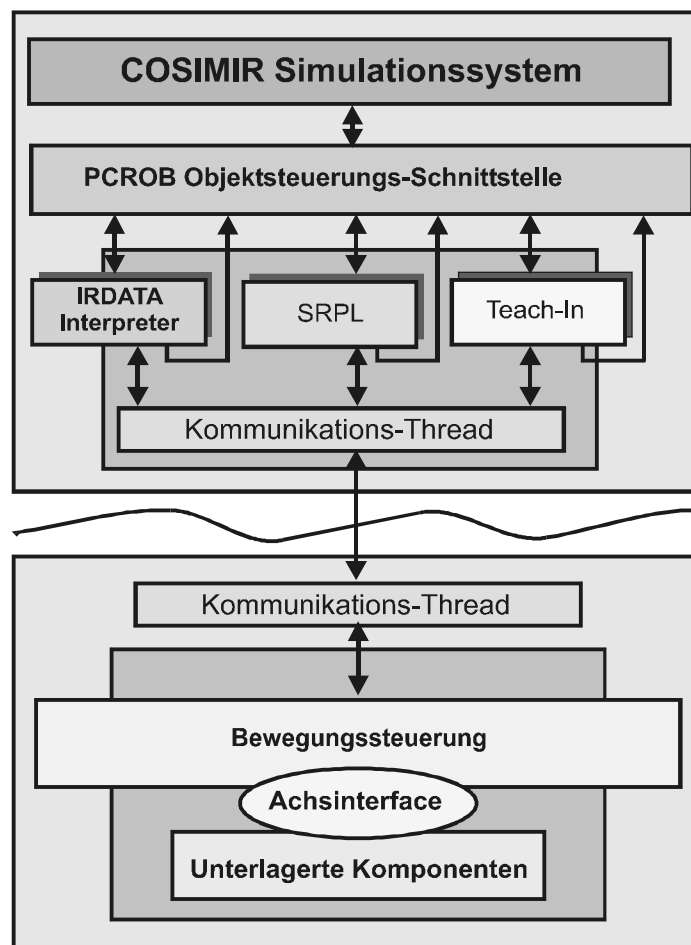 COSIMIR Simulationssystem
PCROB Objektsteuerungs-Schnittstelle
IRDATA
Interpreter
SRPL
Teach-In
Kommunikations-Thread
Kommunikations-Thread
Bewegungssteuerung
Achsinterface
Unterlagerte Komponenten